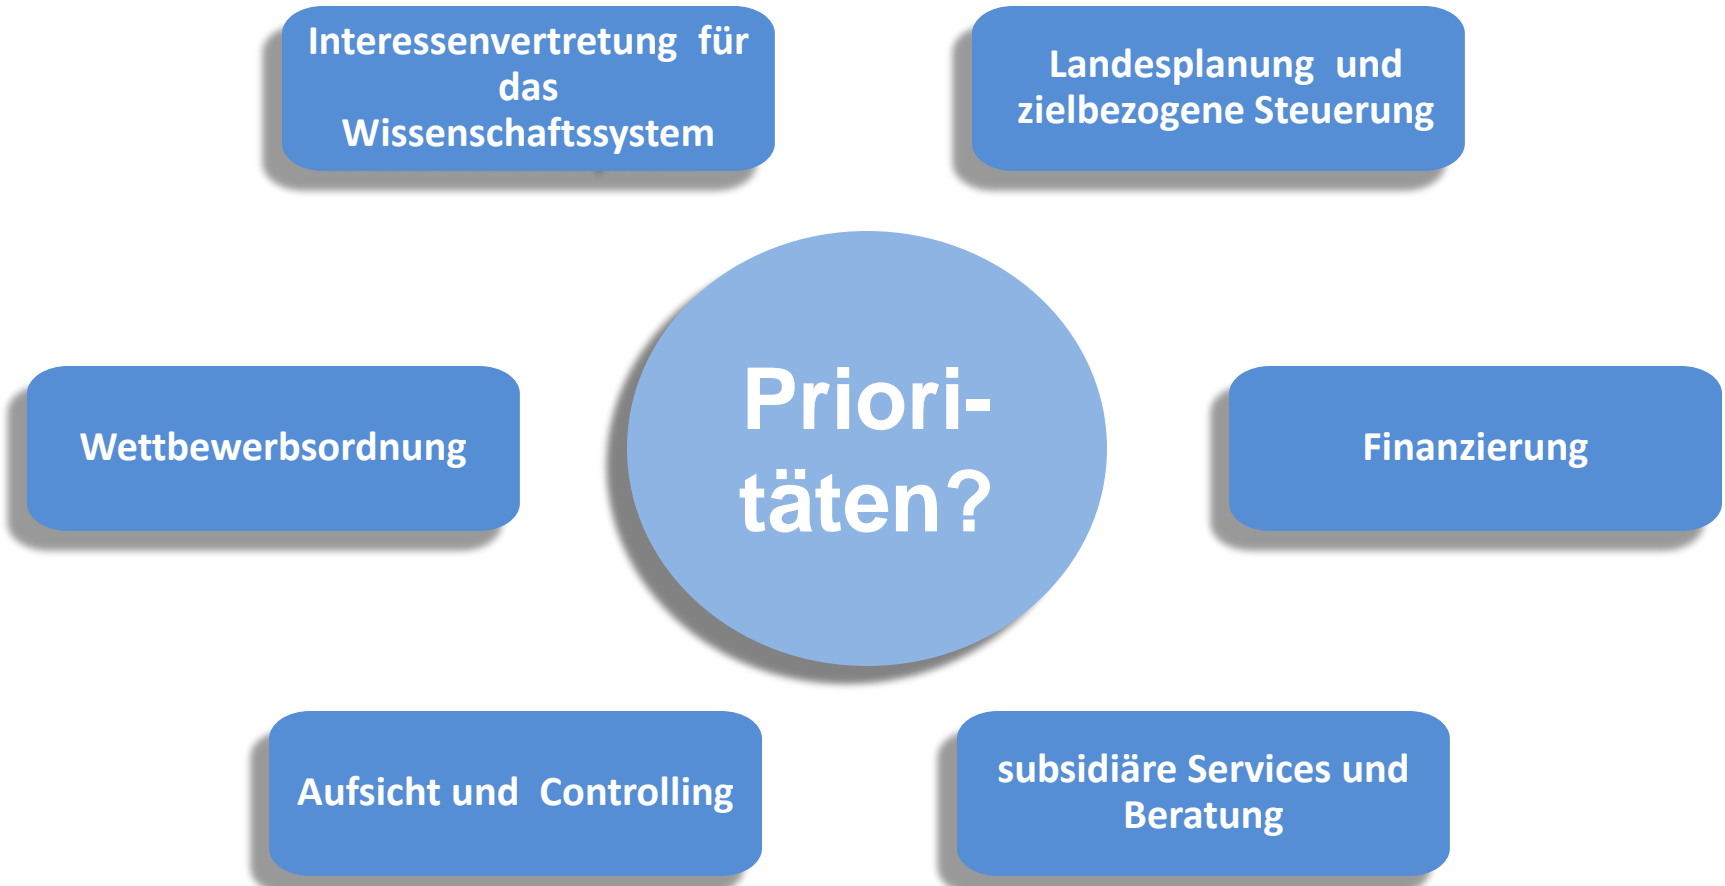 Interessenvertretung für
das
Wissenschaftssystem
Landesplanung und
zielbezogene Steuerung
Wettbewerbsordnung
Priori-
täten?
Finanzierung
Aufsicht und Controlling
subsidiäre Services und
Beratung